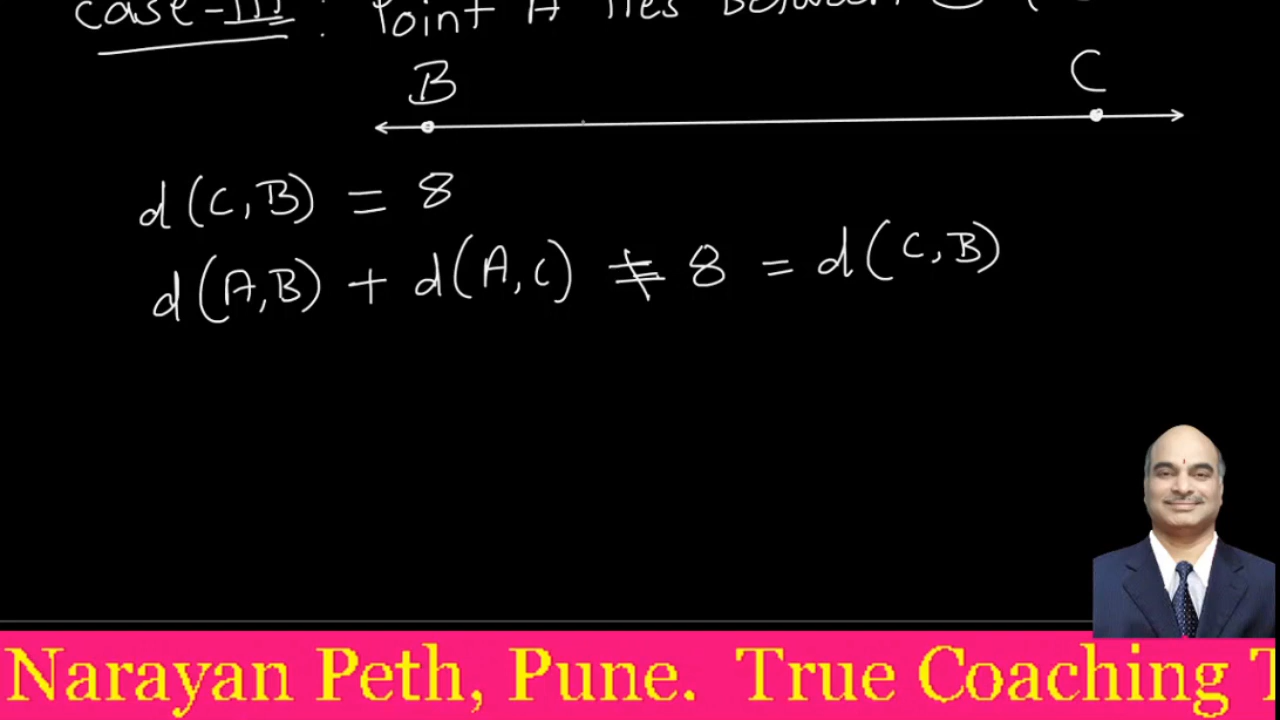 Case-III : Point A lies between
B C
d(C,B) = 8
d(A,B) + d(A,C) ≠ 8 = d(C,B)
Narayan Peth, Pune. True Coaching T